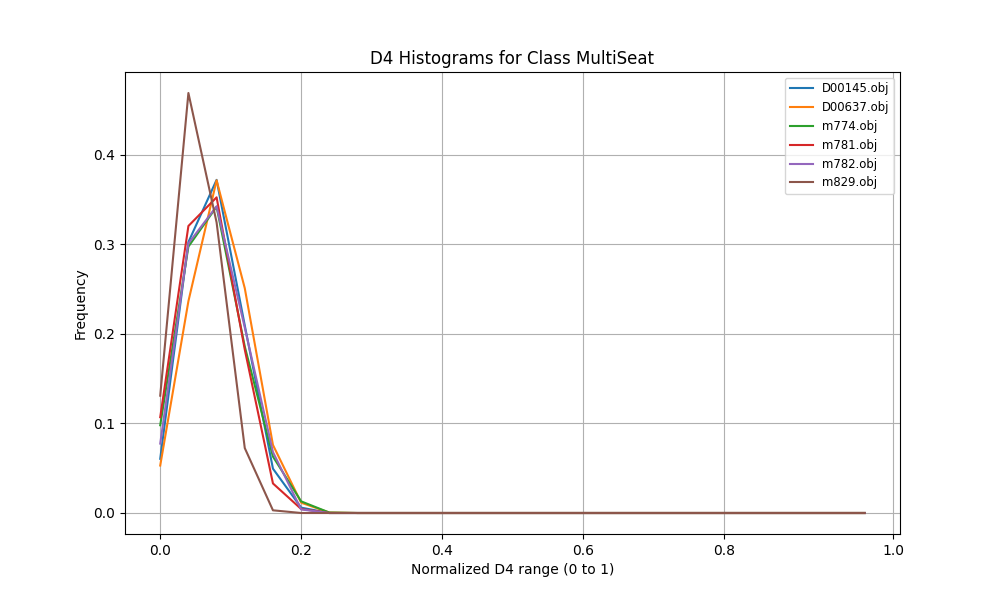 D4 Histograms for Class MultiSeat
D00145.obj
D00637.obj
m774.obj
m781.obj
m782.obj
m829.obj
Frequency
0.4
0.3
0.2
0.1
0.0
0.0 0.2 0.4 0.6 0.8 1.0
Normalized D4 range (0 to 1)